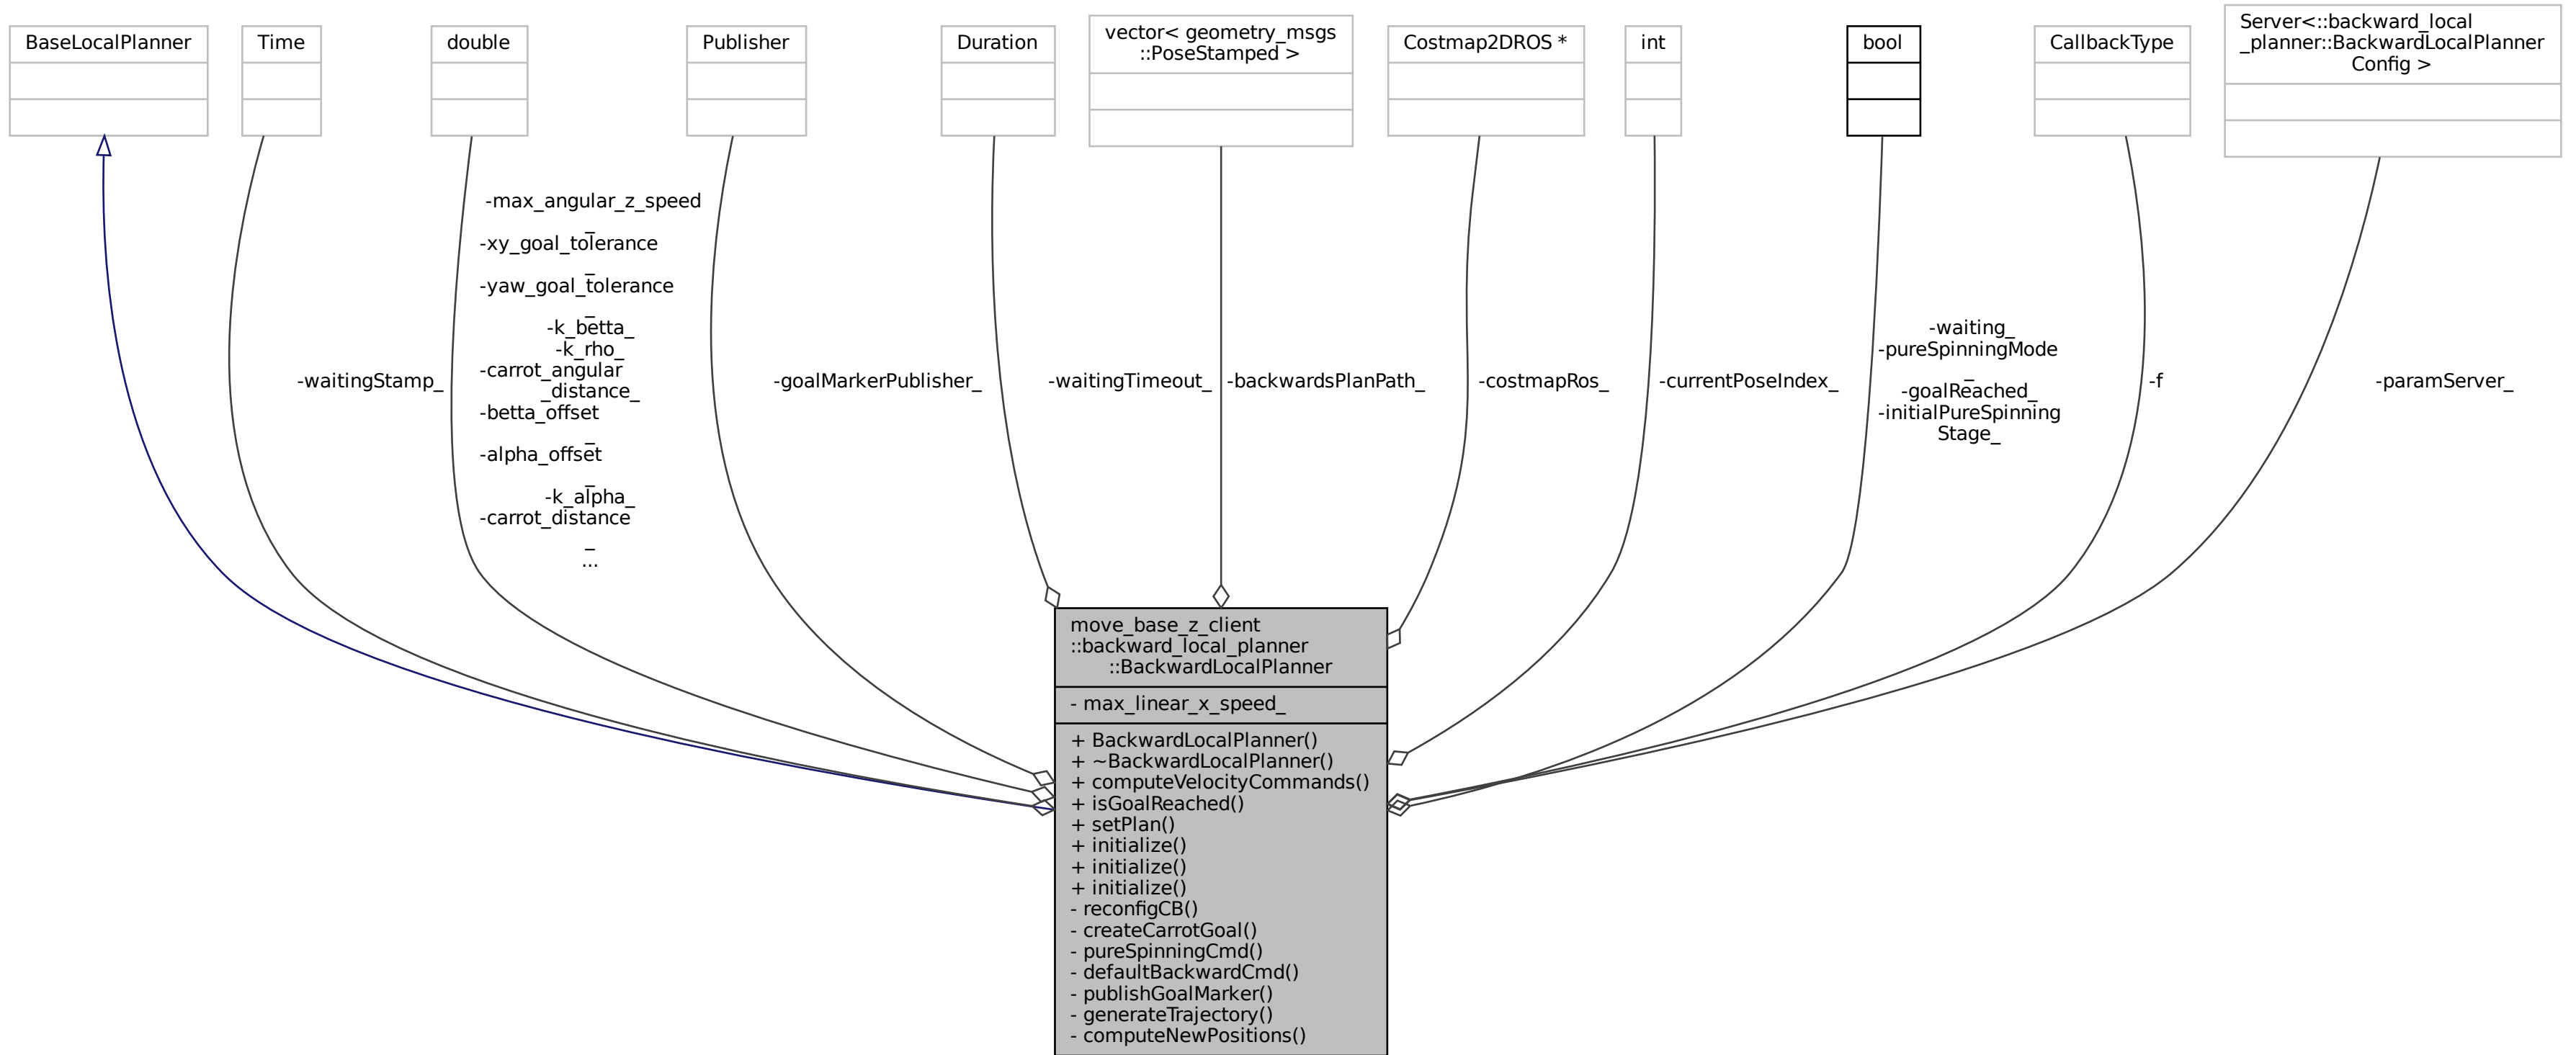 BaseLocalPlanner
Time
double
Publisher
Duration
vector< geometry_msgs
::PoseStamped >
Costmap2DROS *
int
bool
CallbackType
Server<::backward_local
_planner::BackwardLocalPlanner
Config >
-waitingStamp_
-max_angular_z_speed
_
-xy_goal_tolerance
_
-yaw_goal_tolerance
_
-k_betta_
-k_rho_
-carrot_angular
_distance_
-betta_offset
_
-alpha_offset
_
-k_alpha_
-carrot_distance
_
...
-goalMarkerPublisher_
-waitingTimeout_
-backwardsPlanPath_
-costmapRos_
-currentPoseIndex_
-waiting_
-pureSpinningMode
_
-goalReached_
-initialPureSpinning
Stage_
-f
-paramServer_
move_base_z_client
::backward_local_planner
::BackwardLocalPlanner
- max_linear_x_speed_
+ BackwardLocalPlanner()
+ ~BackwardLocalPlanner()
+ computeVelocityCommands()
+ isGoalReached()
+ setPlan()
+ initialize()
+ initialize()
+ initialize()
- reconfigCB()
- createCarrotGoal()
- pureSpinningCmd()
- defaultBackwardCmd()
- publishGoalMarker()
- generateTrajectory()
- computeNewPositions()